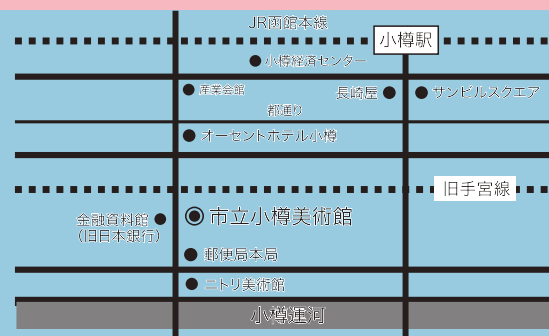 JR函館本線
小樽駅
小樽経済センター
産業会館
長崎屋
サンビルスクエア
都通り
オーセントホテル小樽
旧手宮線
市立小樽美術館
金融資料館
（旧日本銀行）
郵便局本局
ニトリ美術館
小樽運河